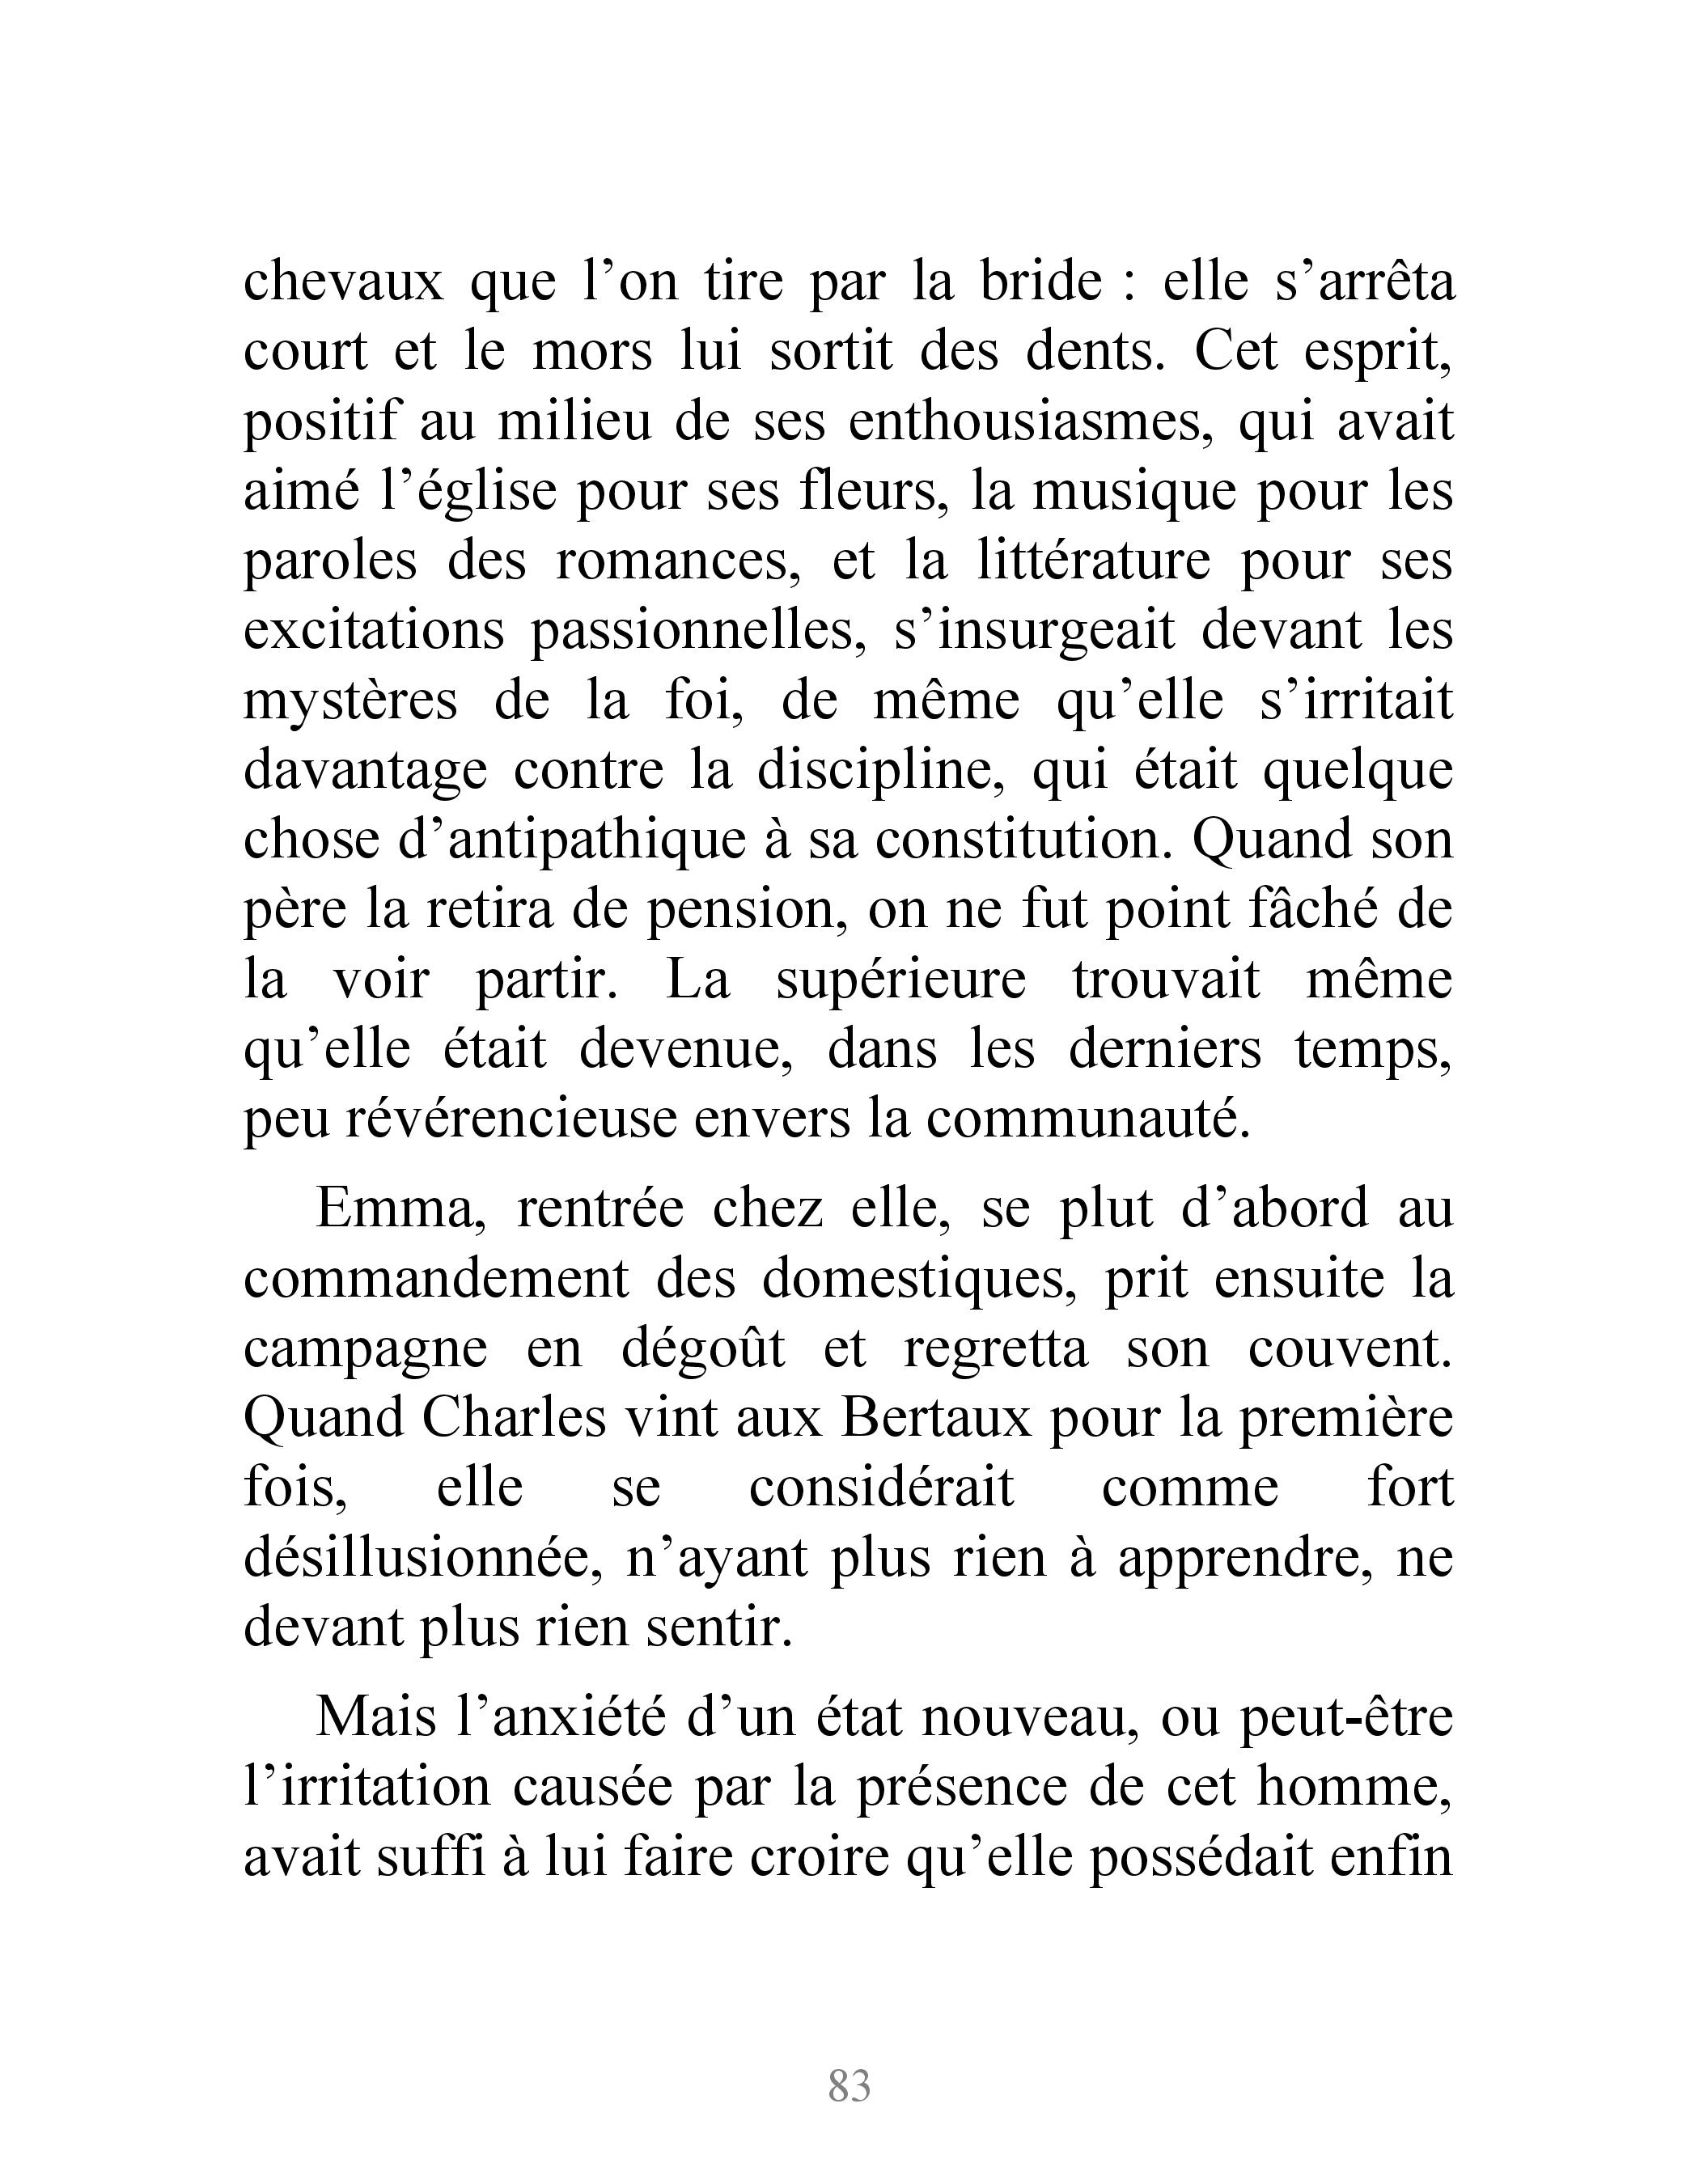 chevaux que l’on tire par la bride : elle s’arrêta
court et le mors lui sortit des dents. Cet esprit,
positif au milieu de ses enthousiasmes, qui avait
aimé l’église pour ses fleurs, la musique pour les
paroles des romances, et la littérature pour ses
excitations passionnelles, s’insurgeait devant les
mystères de la foi, de même qu’elle s’irritait
davantage contre la discipline, qui était quelque
chose d’antipathique à sa constitution. Quand son
père la retira de pension, on ne fut point fâché de
la voir partir. La supérieure trouvait même
qu’elle était devenue, dans les derniers temps,
peu révérencieuse envers la communauté.
Emma, rentrée chez elle, se plut d’abord au
commandement des domestiques, prit ensuite la
campagne en dégoût et regretta son couvent.
Quand Charles vint aux Bertaux pour la première
fois, elle se considérait comme fort
désillusionnée, n’ayant plus rien à apprendre, ne
devant plus rien sentir.
Mais l’anxiété d’un état nouveau, ou peut-être
l’irritation causée par la présence de cet homme,
avait suffi à lui faire croire qu’elle possédait enfin
83